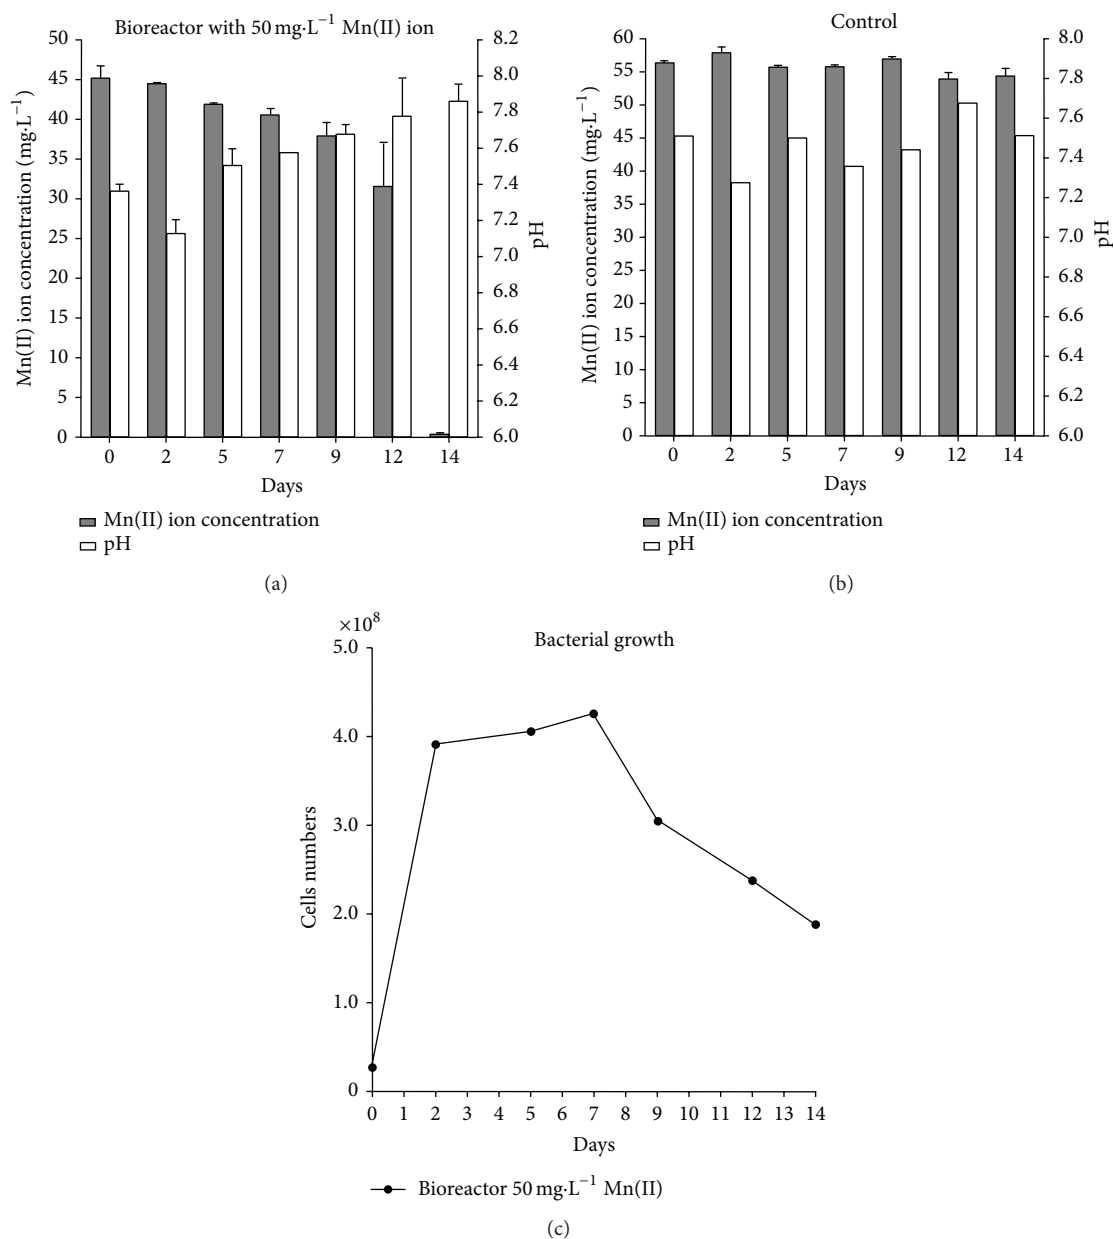 Bioreactor with 50 mg·L⁻¹ Mn(II) ion
Mn(II) ion concentration (mg·L⁻¹)
50
45
40
35
30
25
20
15
10
5
0
8.2
8.0
7.8
7.6
7.4
7.2
7.0
6.8
6.6
6.4
6.2
6.0
pH
0 2 5 7 9 12 14
Days
Mn(II) ion concentration
pH
(a)
Control
Mn(II) ion concentration (mg·L⁻¹)
60
55
50
45
40
35
30
25
20
15
10
5
0
8.0
7.8
7.6
7.4
7.2
7.0
6.8
6.6
6.4
6.2
6.0
pH
0 2 5 7 9 12 14
Days
Mn(II) ion concentration
pH
(b)
×10⁸
Bacterial growth
Cells numbers
5.0
4.0
3.0
2.0
1.0
0
0 1 2 3 4 5 6 7 8 9 10 11 12 13 14
Days
Bioreactor 50 mg·L⁻¹ Mn(II)
(c)